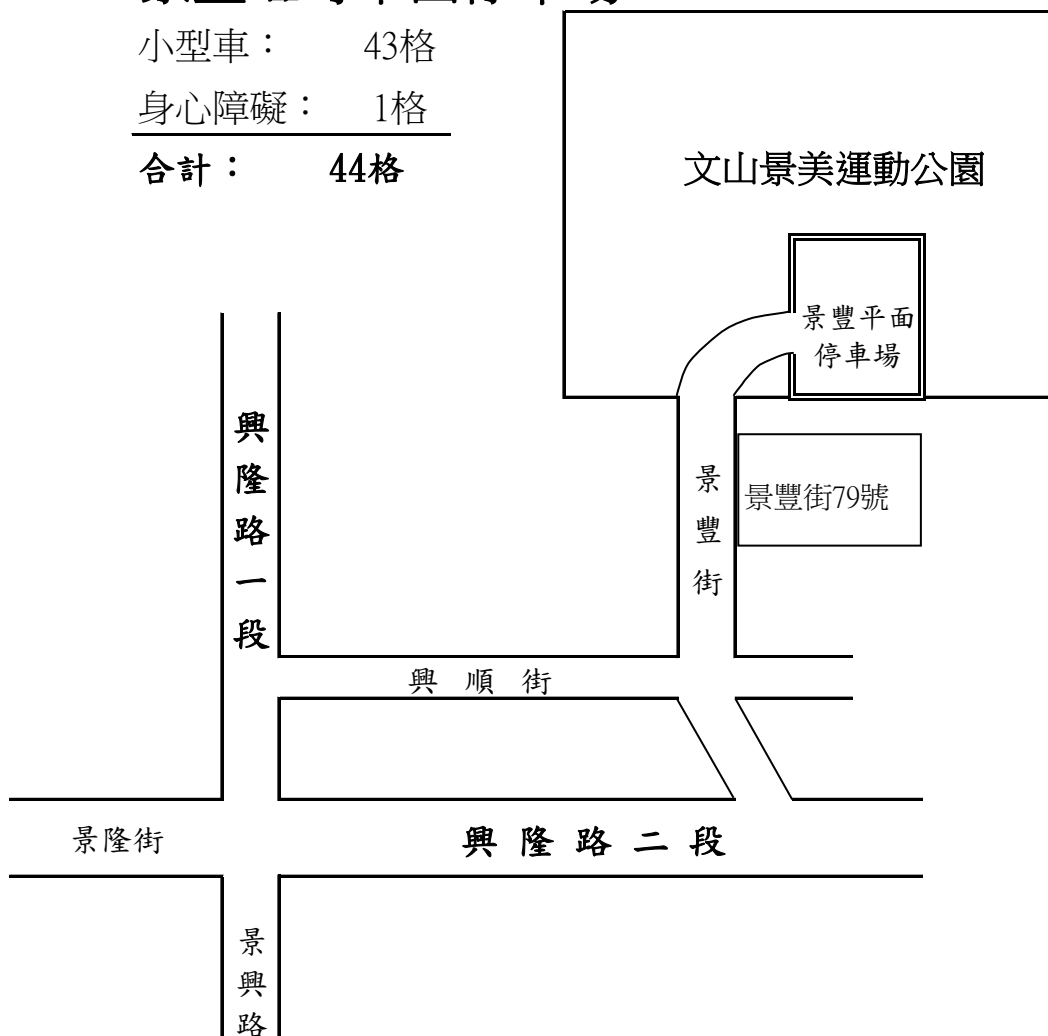 小型車： 43格
身心障礙： 1格
合計： 44格
文山景美運動公園
景豐平面
停車場
興隆路一段
景豐街
景豐街79號
興順街
景隆街
興隆路二段
景興路